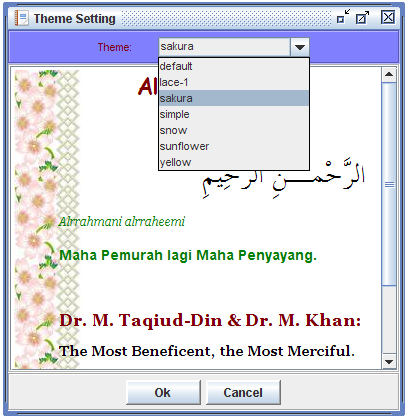 Theme Setting
Theme:
sakura
default
lace-1
sakura
simple
snow
sunflower
yellow
Al
الرَّحْمَـــنِ الرَّحِيمِ
Alrrahmani alrraheemi
Maha Pemurah lagi Maha Penyayang.
Dr. M. Taqiud-Din & Dr. M. Khan:
The Most Beneficent, the Most Merciful.
Ok
Cancel